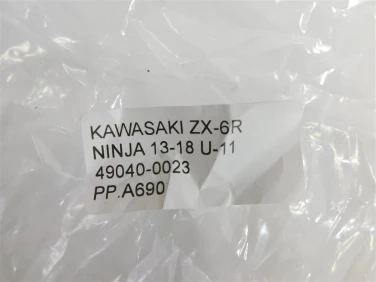 KAWASAKI ZX-6R
NINJA 13-18 U-11
49040-0023
PP.A690